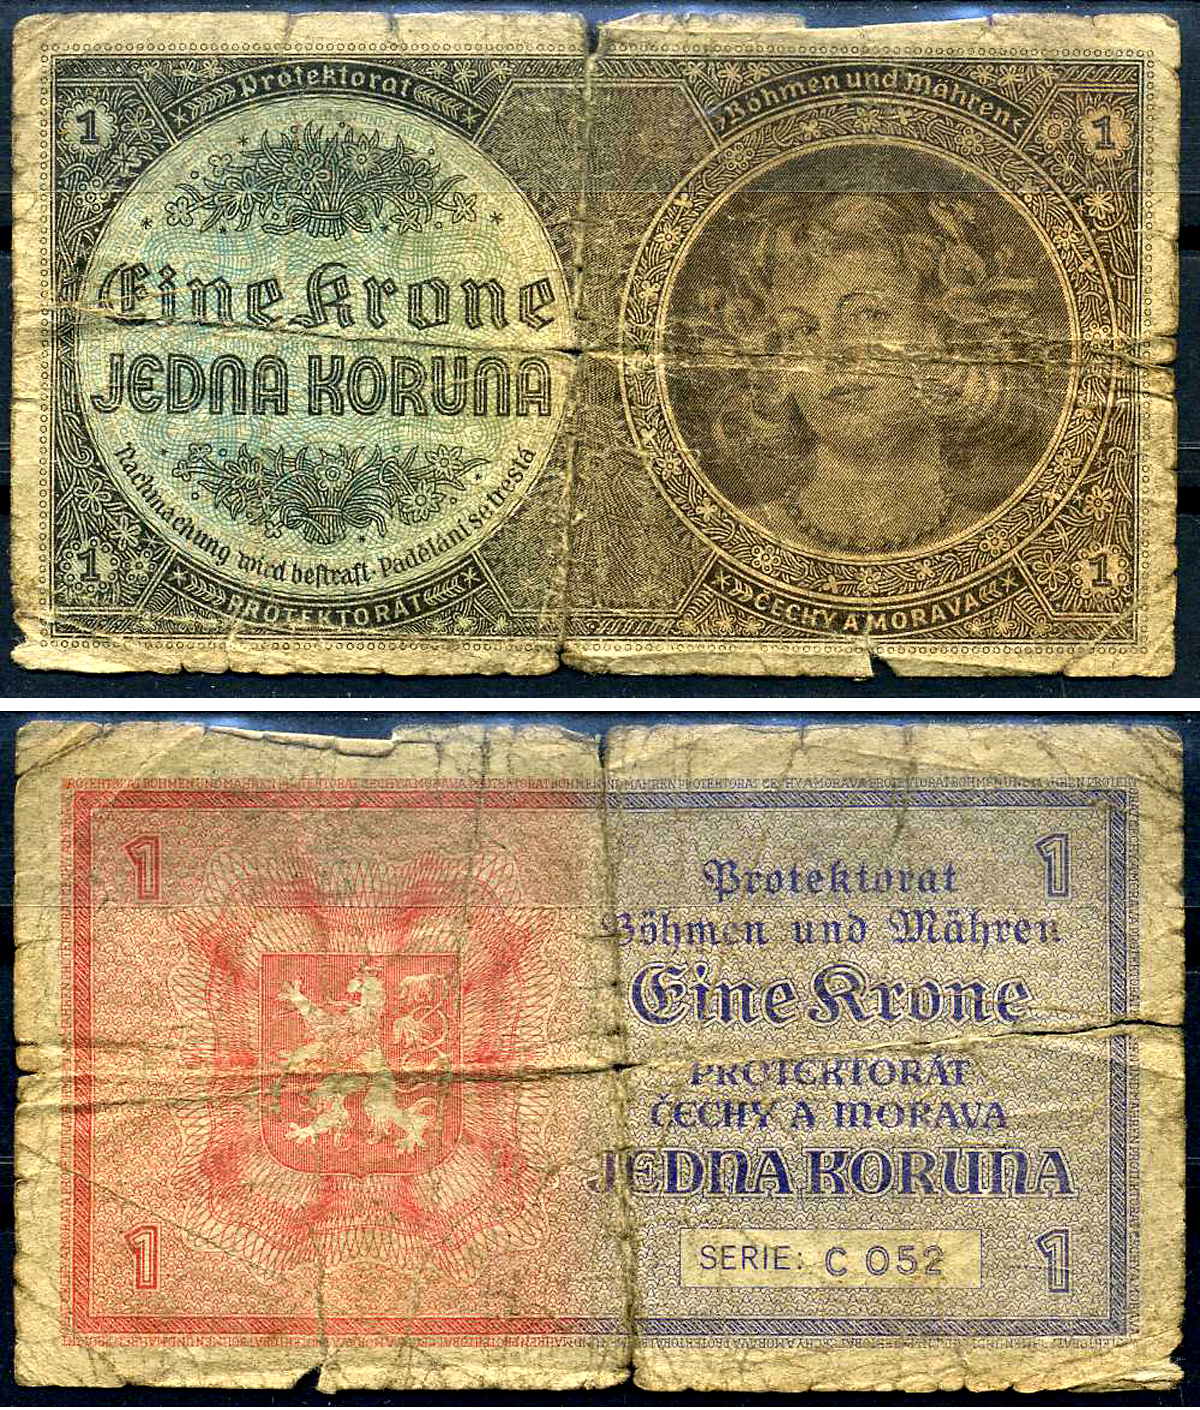 Protektorat
Böhmen und Mähren
1
1
Eine Krone
JEDNA KORUNA
Nachmachung wird bestraft · Padělání se trestá
1
1
PROTEKTORÁT
ČECHY A MORAVA
1
1
Protektorat
Böhmen und Mähren
Eine Krone
PROTEKTORÁT
ČECHY A MORAVA
JEDNA KORUNA
SERIE: C 052
1
1